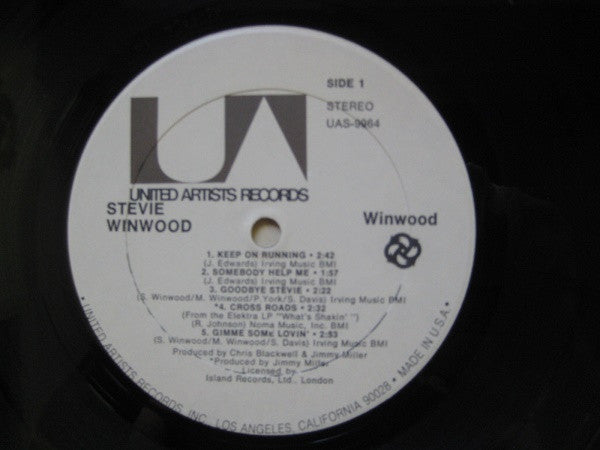 SIDE 1
STEREO
UAS-9964
UA
UNITED ARTISTS RECORDS
STEVIE
WINWOOD
Winwood
1. KEEP ON RUNNING • 2:42
(J. Edwards) Irving Music BMI
2. SOMEBODY HELP ME • 1:57
(J. Edwards) Irving Music BMI
3. GOODBYE STEVIE • 2:22
(S. Winwood/M. Winwood/P.York/S. Davis) Irving Music BMI
*4. CROSS ROADS • 2:32
(From the Elektra LP "What's Shakin' ")
(R. Johnson) Noma Music, Inc. BMI
5. GIMME SOMe LOVIN' • 2:53
(S. Winwood/M. Winwood/S. Davis) Irving Music BMI
Produced by Chris Blackwell & Jimmy Miller
*Produced by Jimmy Miller
Licensed by
Island Records, Ltd., London
• UNITED ARTISTS RECORDS, INC., LOS ANGELES, CALIFORNIA 90028 • MADE IN U.S.A. •